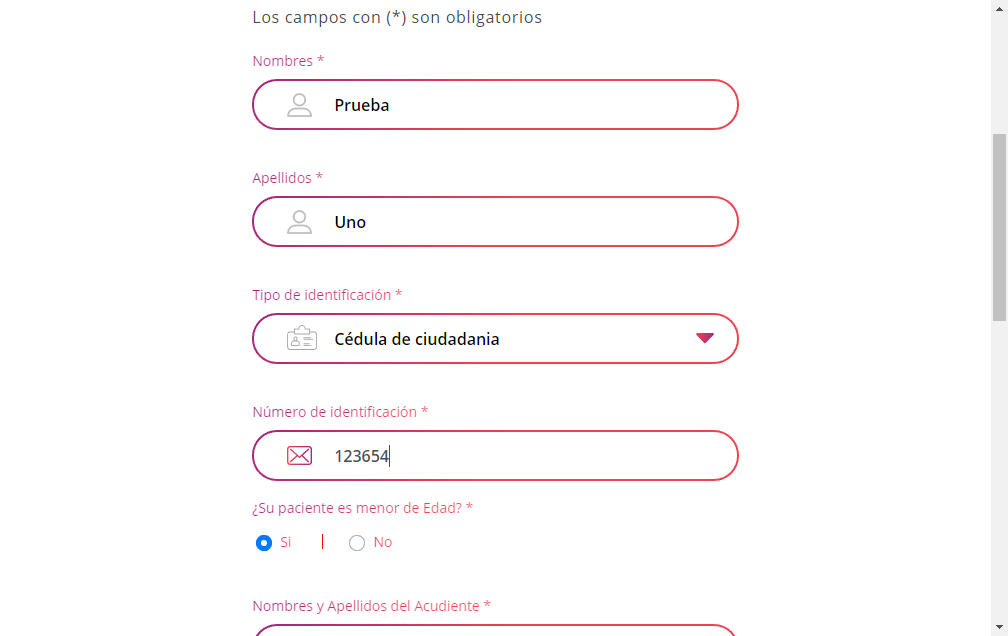 Los campos con (*) son obligatorios
Nombres *
Prueba
Apellidos *
Uno
Tipo de identificación *
Cédula de ciudadania
Número de identificación *
123654
¿Su paciente es menor de Edad? *
Si | No
Nombres y Apellidos del Acudiente *